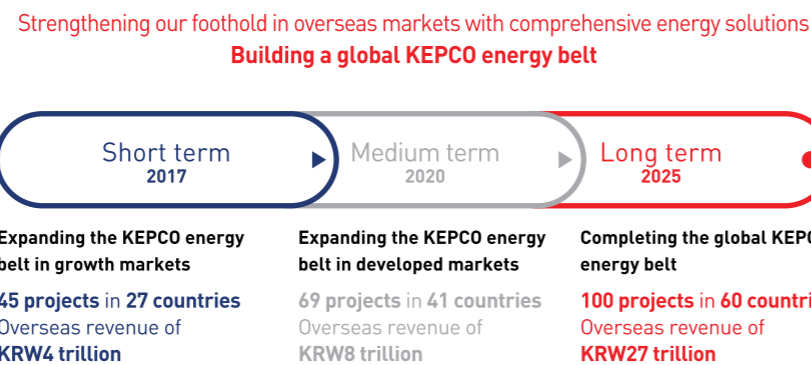 Strengthening our foothold in overseas markets with comprehensive energy solutions
Building a global KEPCO energy belt
Short term
2017
Medium term
2020
Long term
2025
Expanding the KEPCO energy
belt in growth markets
45 projects in 27 countries
Overseas revenue of
KRW4 trillion
Expanding the KEPCO energy
belt in developed markets
69 projects in 41 countries
Overseas revenue of
KRW8 trillion
Completing the global KEPCO
energy belt
100 projects in 60 countri
Overseas revenue of
KRW27 trillion